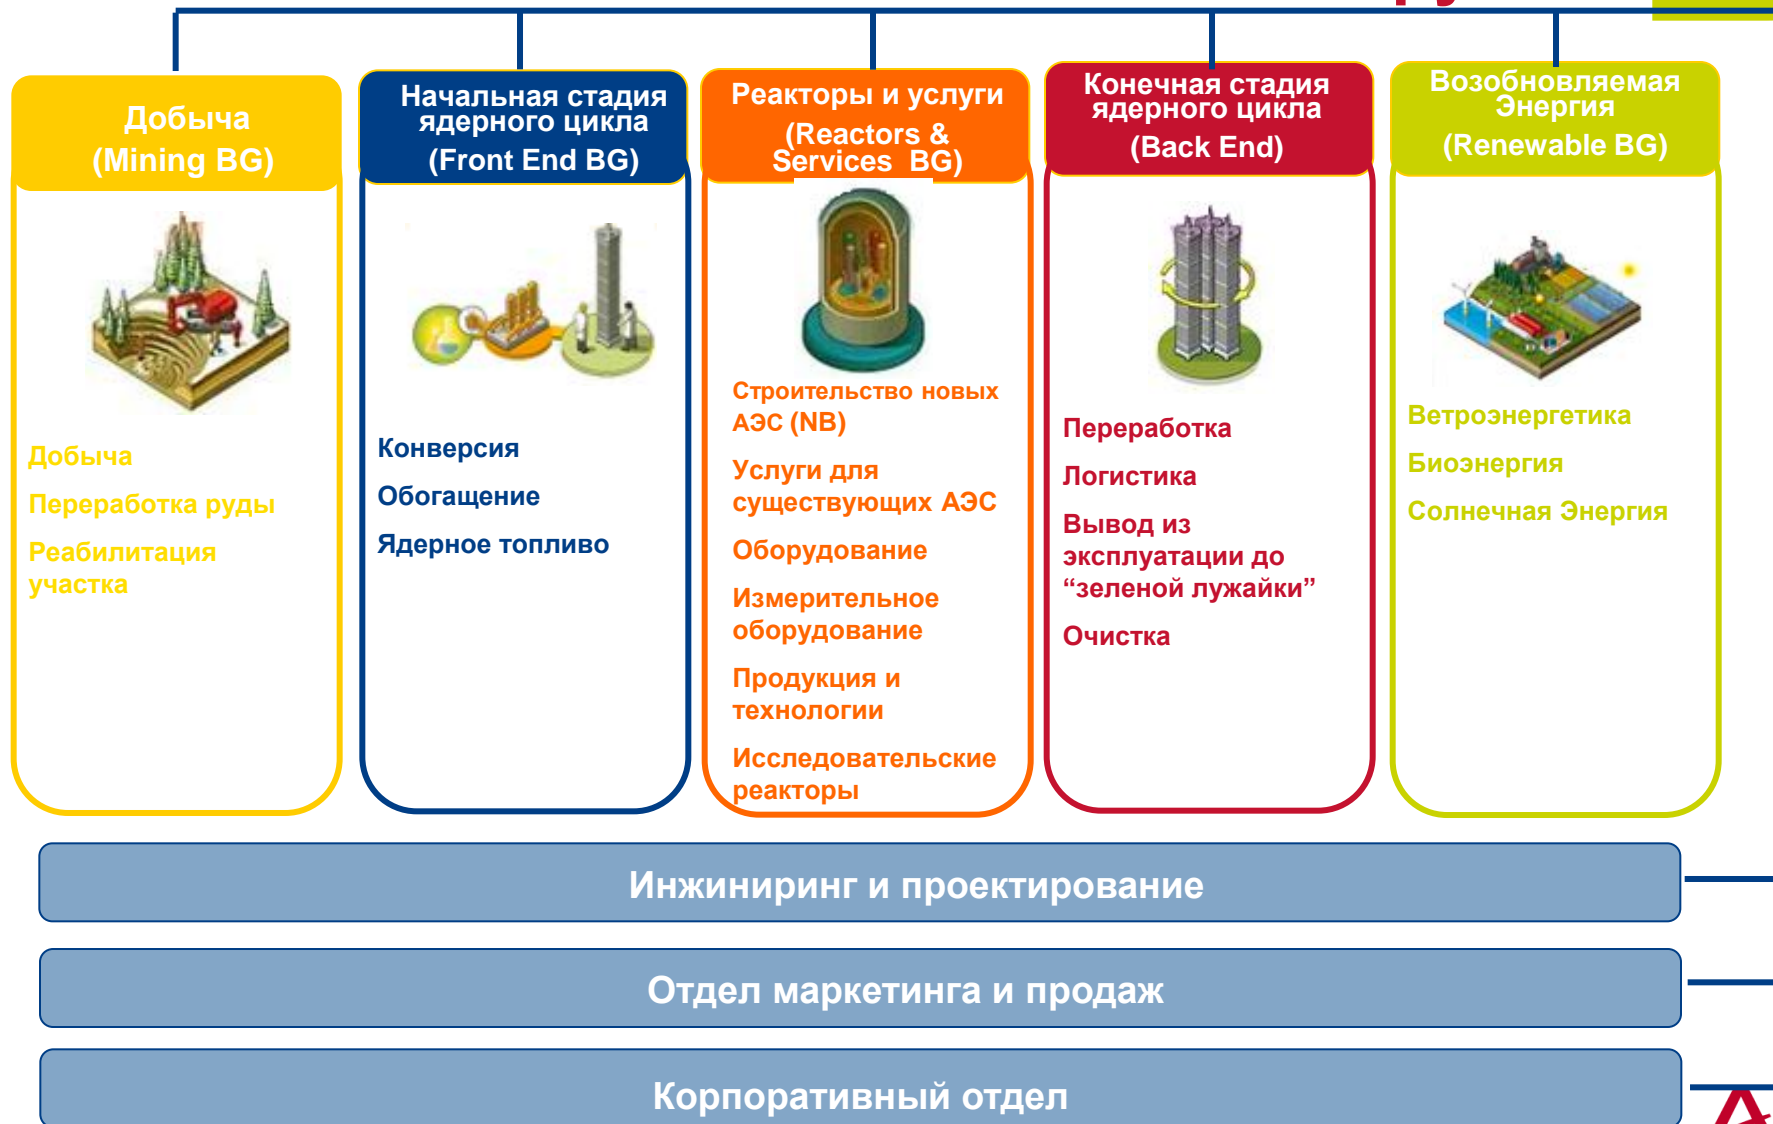 Добыча
(Mining BG)
Добыча
Переработка руды
Реабилитация
участка
Начальная стадия
ядерного цикла
(Front End BG)
Конверсия
Обогащение
Ядерное топливо
Реакторы и услуги
(Reactors &
Services BG)
Строительство новых
АЭС (NB)
Услуги для
существующих АЭС
Оборудование
Измерительное
оборудование
Продукция и
технологии
Исследовательские
реакторы
Конечная стадия
ядерного цикла
(Back End)
Переработка
Логистика
Вывод из
эксплуатации до
“зеленой лужайки”
Очистка
Возобновляемая
Энергия
(Renewable BG)
Ветроэнергетика
Биоэнергия
Солнечная Энергия
Инжиниринг и проектирование
Отдел маркетинга и продаж
Корпоративный отдел